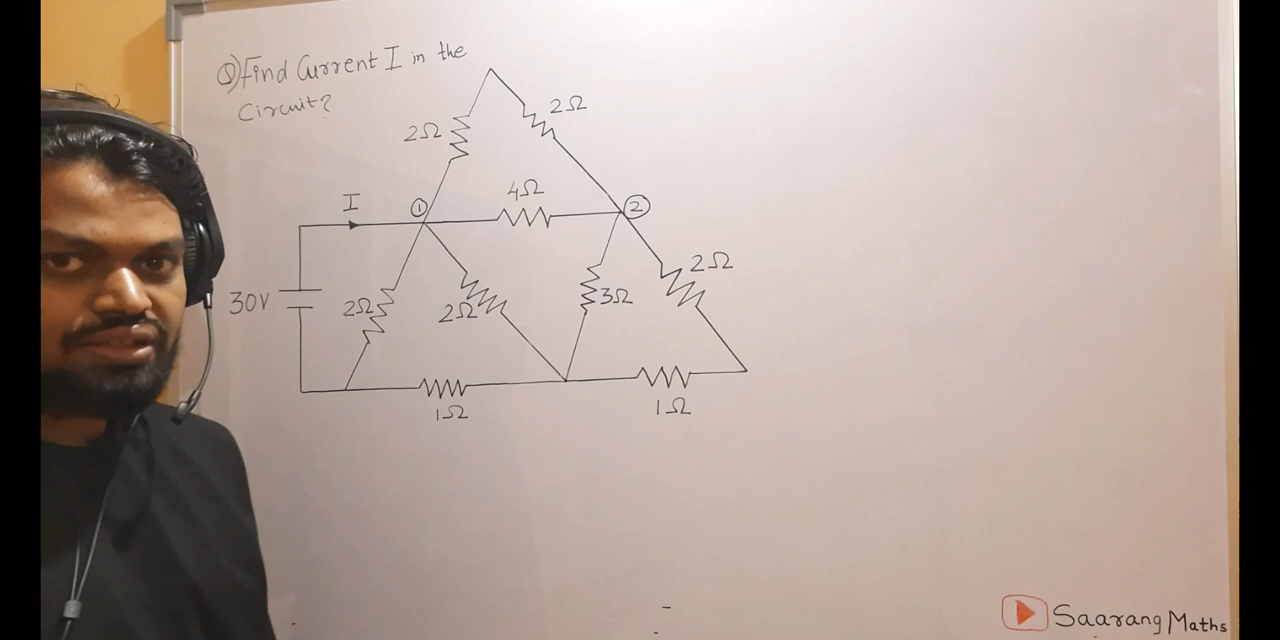 Q) Find Current I in the
Circuit?
2Ω
2Ω
I
①
4Ω
②
30V
2Ω
2Ω
3Ω
2Ω
1Ω
1Ω
Saarang Maths